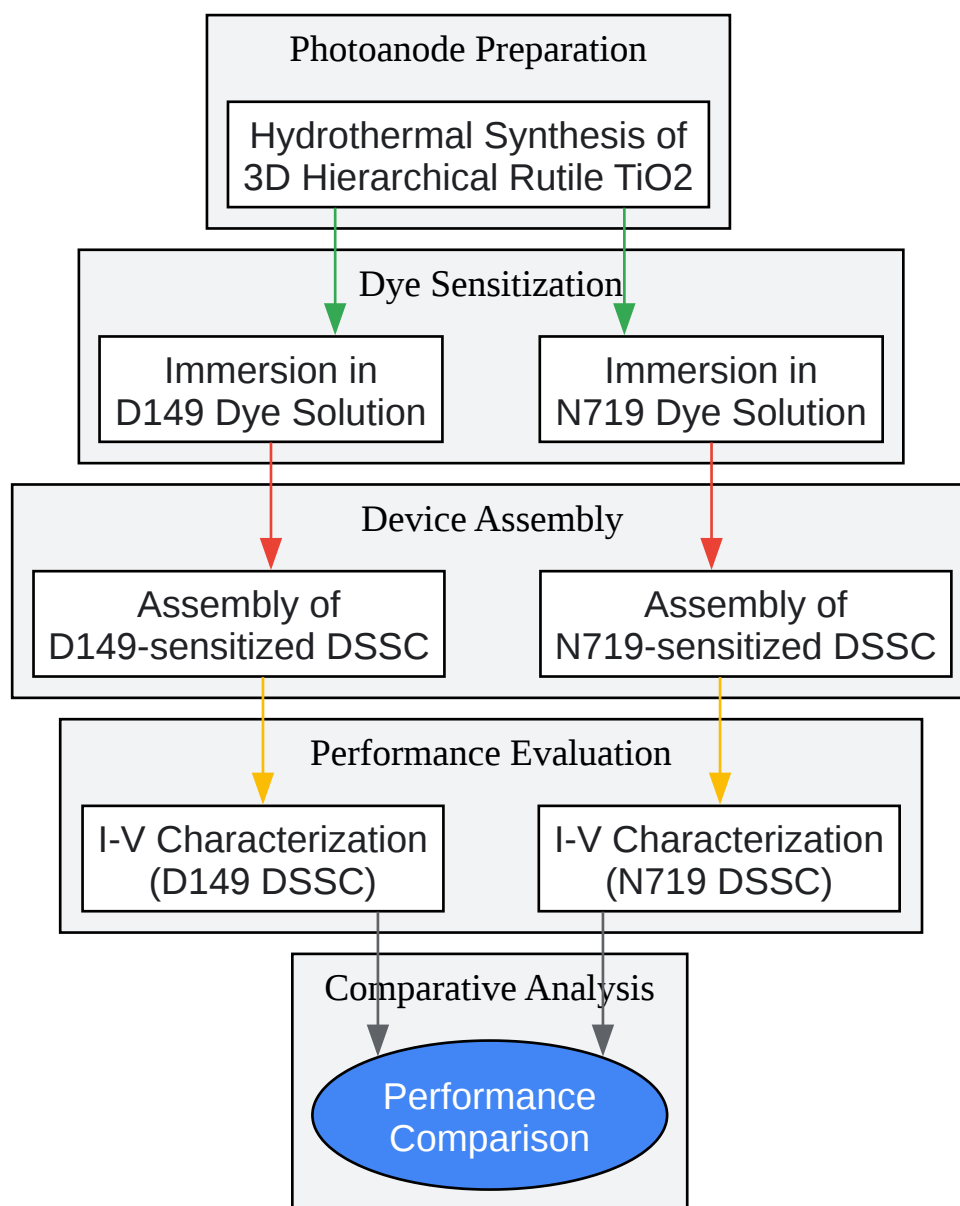 Photoanode Preparation
Hydrothermal Synthesis of
3D Hierarchical Rutile TiO2
Dye Sensitization
Immersion in
D149 Dye Solution
Immersion in
N719 Dye Solution
Device Assembly
Assembly of
D149-sensitized DSSC
Assembly of
N719-sensitized DSSC
Performance Evaluation
I-V Characterization
(D149 DSSC)
I-V Characterization
(N719 DSSC)
Comparative Analysis
Performance
Comparison